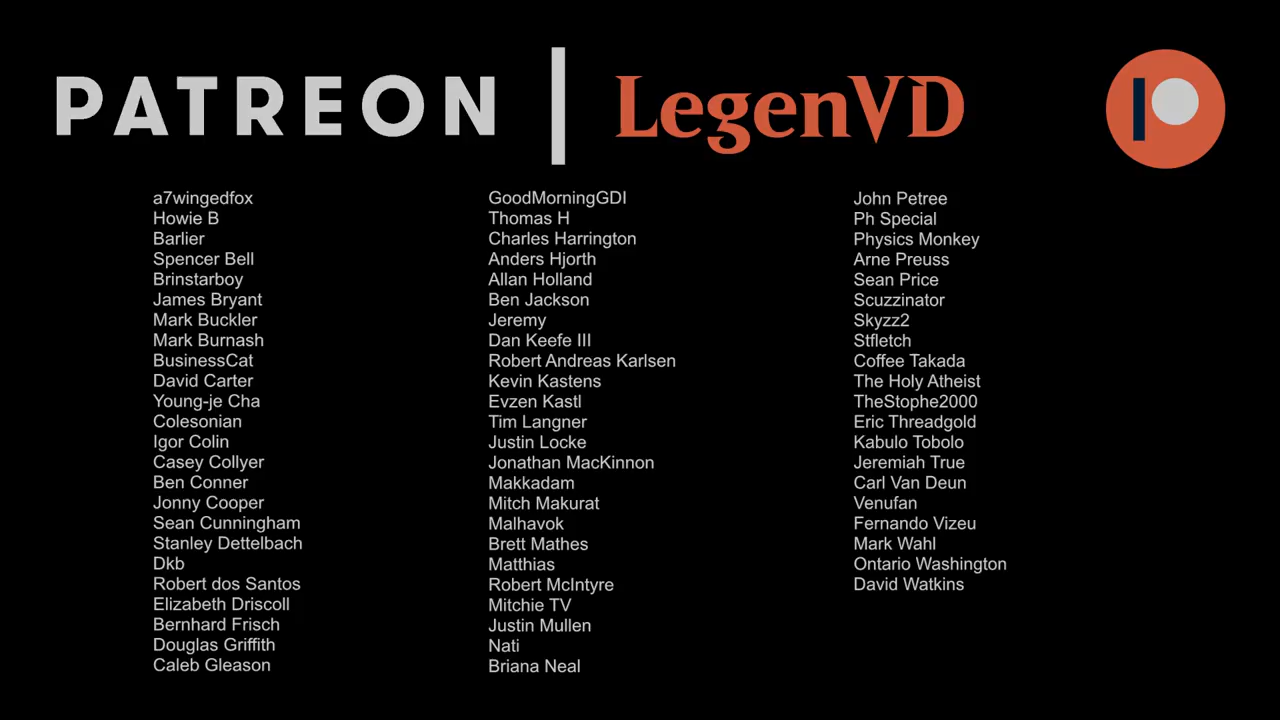 PATREON | LegenVD
a7wingedfox
Howie B
Barlier
Spencer Bell
Brinstarboy
James Bryant
Mark Buckler
Mark Burnash
BusinessCat
David Carter
Young-je Cha
Colesonian
Igor Colin
Casey Collyer
Ben Conner
Jonny Cooper
Sean Cunningham
Stanley Dettelbach
Dkb
Robert dos Santos
Elizabeth Driscoll
Bernhard Frisch
Douglas Griffith
Caleb Gleason
GoodMorningGDI
Thomas H
Charles Harrington
Anders Hjorth
Allan Holland
Ben Jackson
Jeremy
Dan Keefe III
Robert Andreas Karlsen
Kevin Kastens
Evzen Kastl
Tim Langner
Justin Locke
Jonathan MacKinnon
Makkadam
Mitch Makurat
Malhavok
Brett Mathes
Matthias
Robert McIntyre
Mitchie TV
Justin Mullen
Nati
Briana Neal
John Petree
Ph Special
Physics Monkey
Arne Preuss
Sean Price
Scuzzinator
Skyzz2
Stfletch
Coffee Takada
The Holy Atheist
TheStophe2000
Eric Threadgold
Kabulo Tobolo
Jeremiah True
Carl Van Deun
Venufan
Fernando Vizeu
Mark Wahl
Ontario Washington
David Watkins